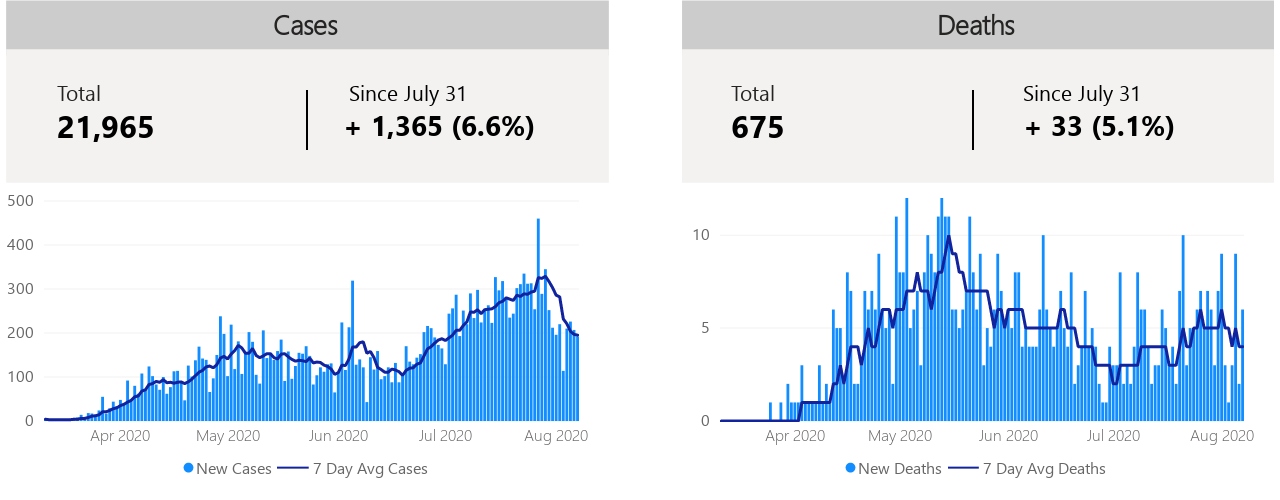 Cases
Total
21,965
Since July 31
+ 1,365 (6.6%)
500
400
300
200
100
0
Apr 2020 May 2020 Jun 2020 Jul 2020 Aug 2020
New Cases 7 Day Avg Cases
Deaths
Total
675
Since July 31
+ 33 (5.1%)
10
5
0
Apr 2020 May 2020 Jun 2020 Jul 2020 Aug 2020
New Deaths 7 Day Avg Deaths